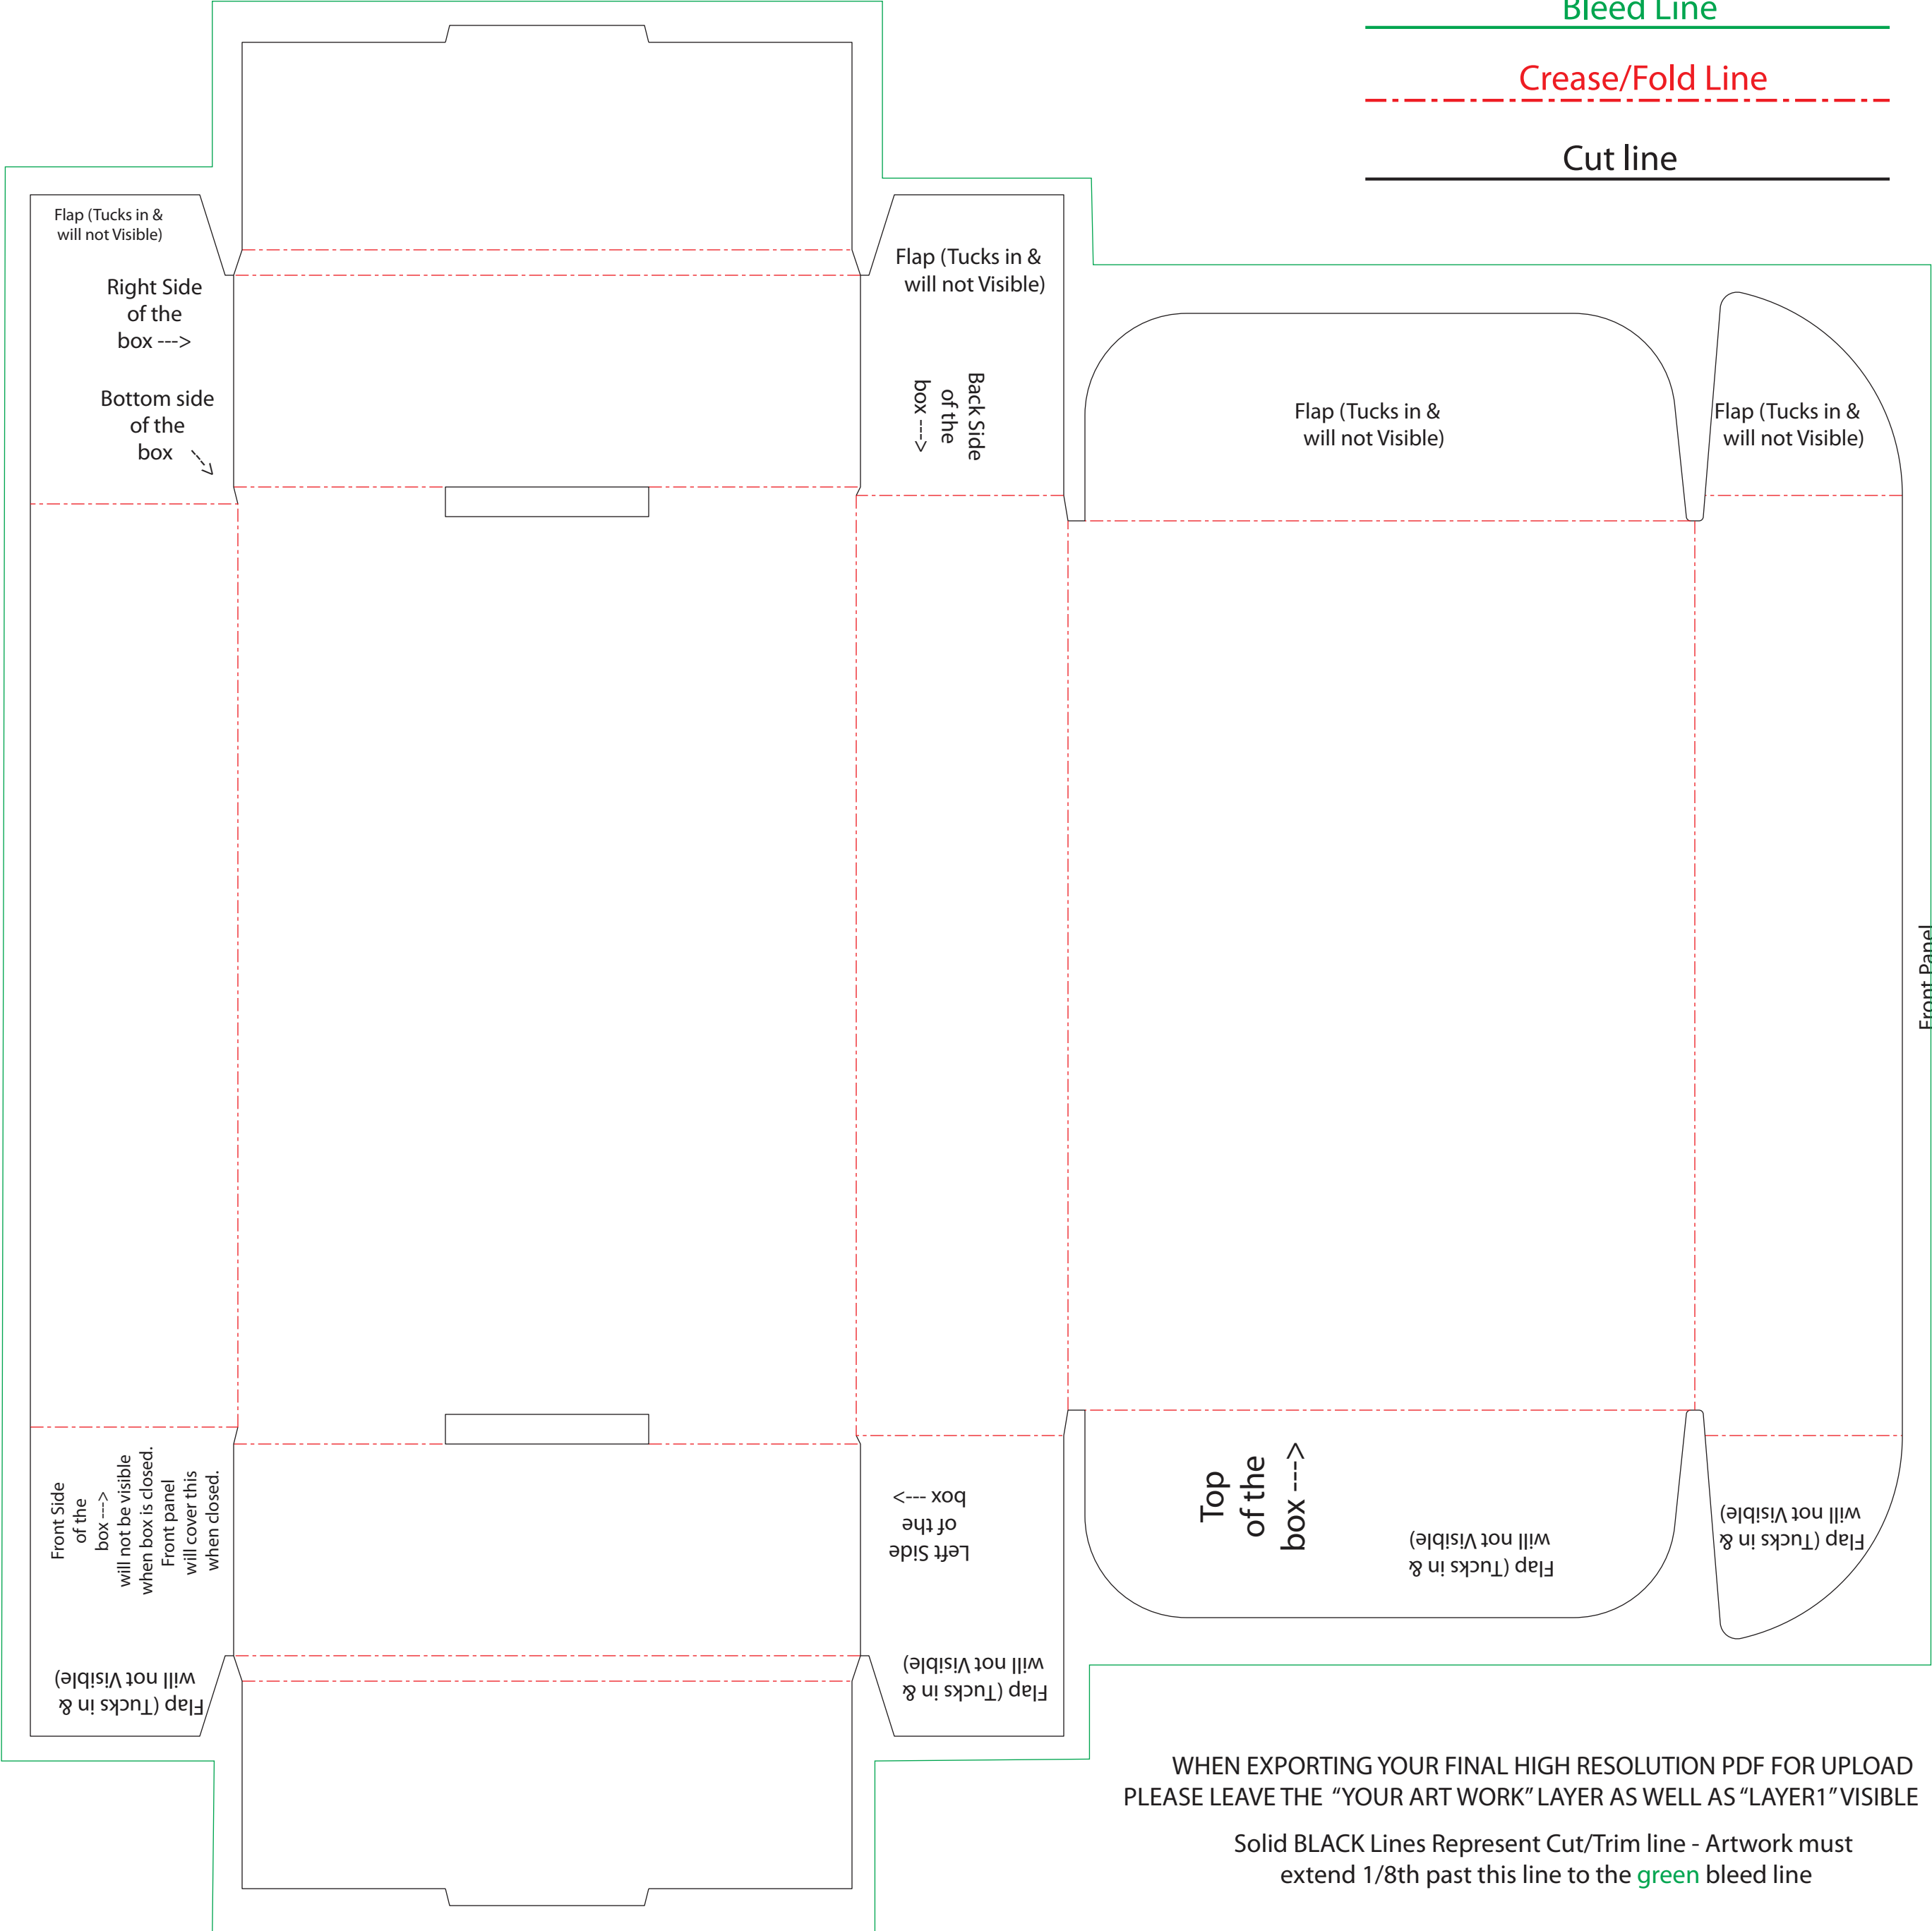 Bleed Line
Crease/Fold Line
Cut line
Flap (Tucks in &
will not Visible)
Right Side
of the
box --->
Bottom side
of the
box --->
Flap (Tucks in &
will not Visible)
Back Side
of the
box --->
Flap (Tucks in &
will not Visible)
Flap (Tucks in &
will not Visible)
Front Panel
Front Side
of the
box --->
will not be visible
when box is closed.
Front panel
will cover this
when closed.
Flap (Tucks in &
will not Visible)
Left Side
of the
box --->
Flap (Tucks in &
will not Visible)
Top
of the
box --->
Flap (Tucks in &
will not Visible)
Flap (Tucks in &
will not Visible)
WHEN EXPORTING YOUR FINAL HIGH RESOLUTION PDF FOR UPLOAD
PLEASE LEAVE THE “YOUR ART WORK” LAYER AS WELL AS “LAYER1” VISIBLE
Solid BLACK Lines Represent Cut/Trim line - Artwork must
extend 1/8th past this line to the green bleed line